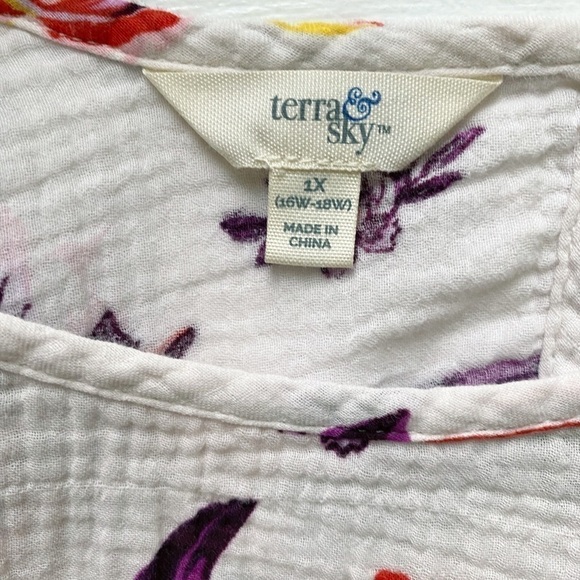 terra &
sky™
1X
(16W-18W)
MADE IN
CHINA